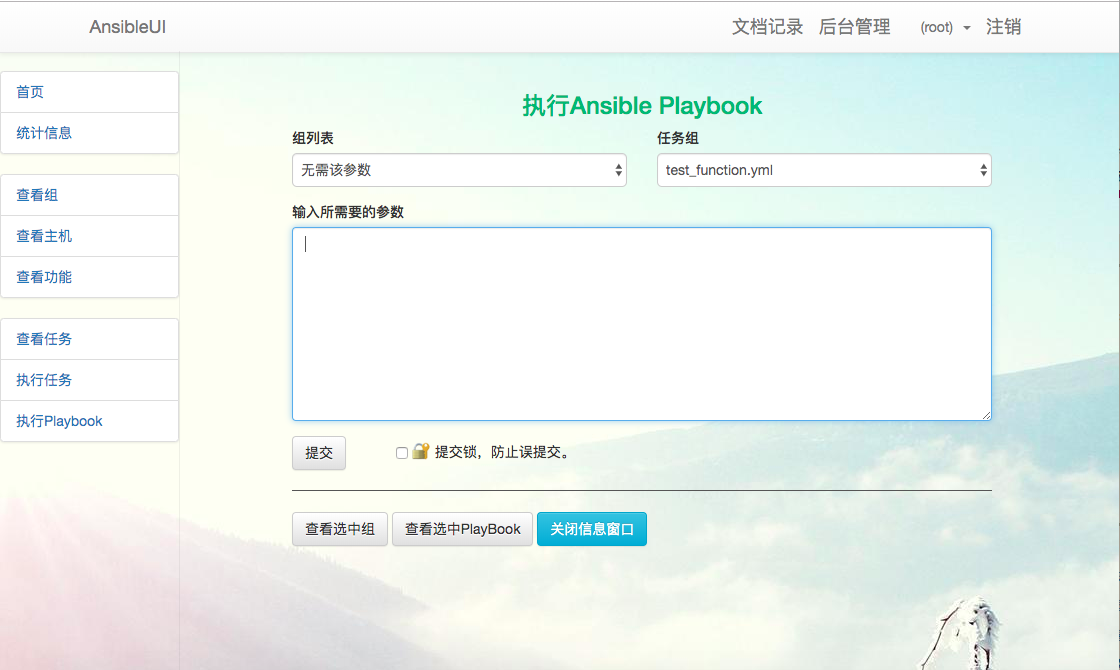 AnsibleUI 文档记录 后台管理 (root) 注销
首页
统计信息
查看组
查看主机
查看功能
查看任务
执行任务
执行Playbook
执行Ansible Playbook
组列表 任务组
无需该参数 test_function.yml
输入所需要的参数
提交 提交锁，防止误提交。
查看选中组 查看选中PlayBook 关闭信息窗口